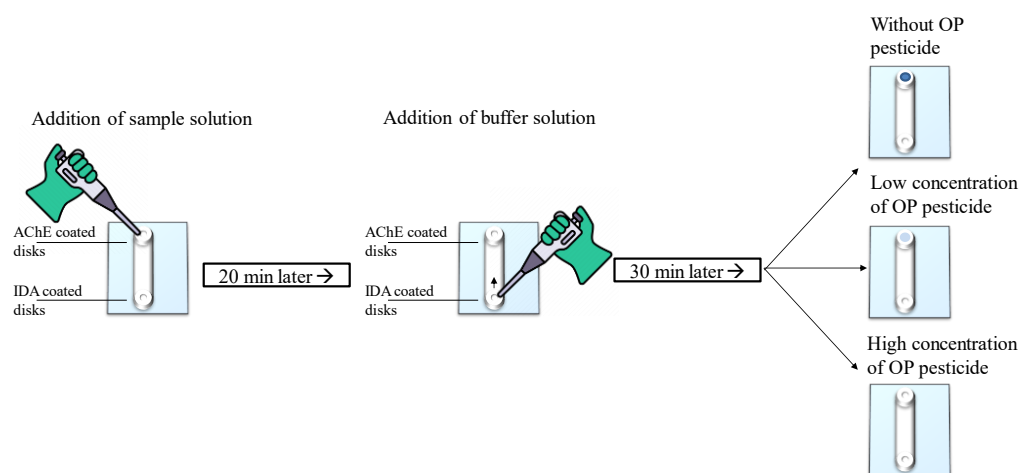 Addition of sample solution
AChE coated
disks
IDA coated
disks
20 min later →
Addition of buffer solution
AChE coated
disks
IDA coated
disks
30 min later →
Without OP
pesticide
Low concentration
of OP pesticide
High concentration
of OP pesticide